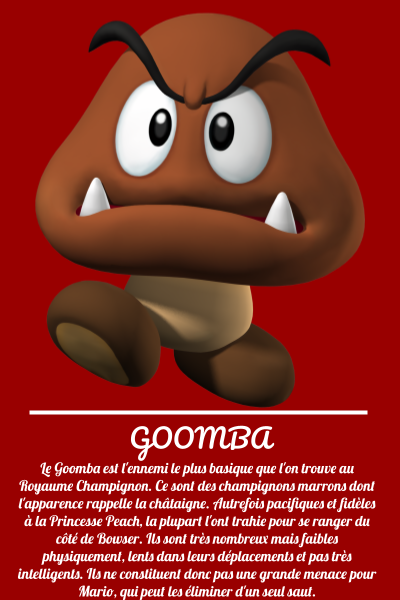 GOOMBA
Le Goomba est l'ennemi le plus basique que l'on trouve au
Royaume Champignon. Ce sont des champignons marrons dont
l'apparence rappelle la châtaigne. Autrefois pacifiques et fidèles
à la Princesse Peach, la plupart l'ont trahie pour se ranger du
côté de Bowser. Ils sont très nombreux mais faibles
physiquement, lents dans leurs déplacements et pas très
intelligents. Ils ne constituent donc pas une grande menace pour
Mario, qui peut les éliminer d'un seul saut.